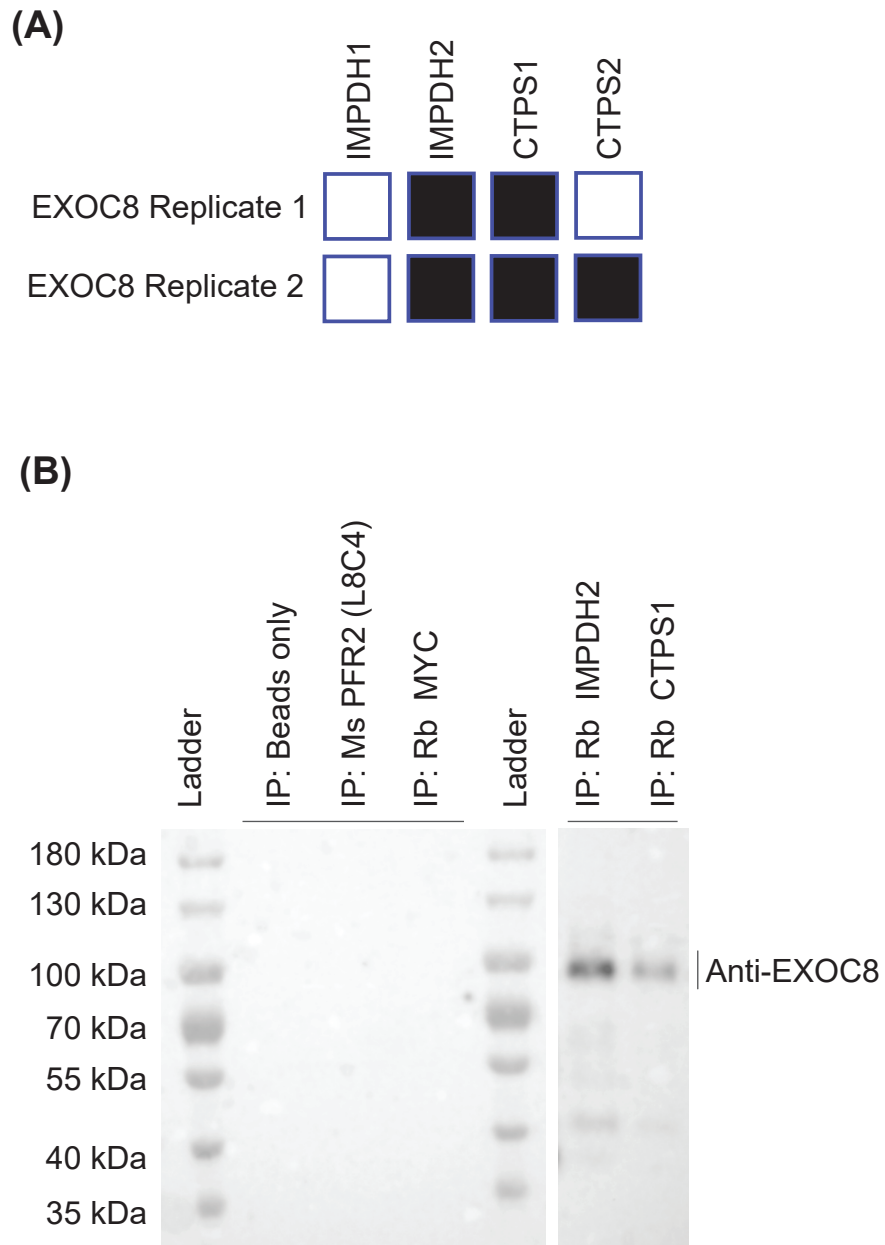 (A)
IMPDH1
IMPDH2
CTPS1
CTPS2
EXOC8 Replicate 1
EXOC8 Replicate 2
(B)
Ladder
IP: Beads only
IP: Ms PFR2 (L8C4)
IP: Rb MYC
Ladder
IP: Rb IMPDH2
IP: Rb CTPS1
180 kDa
130 kDa
100 kDa
70 kDa
55 kDa
40 kDa
35 kDa
Anti-EXOC8